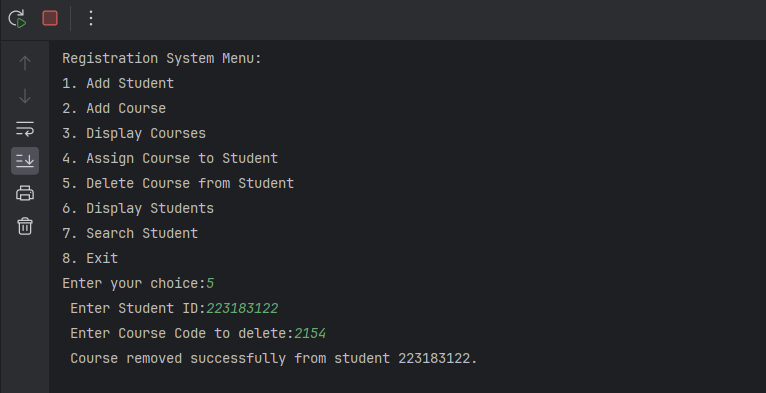 Registration System Menu:
1. Add Student
2. Add Course
3. Display Courses
4. Assign Course to Student
5. Delete Course from Student
6. Display Students
7. Search Student
8. Exit
Enter your choice:5
Enter Student ID:223183122
Enter Course Code to delete:2154
Course removed successfully from student 223183122.